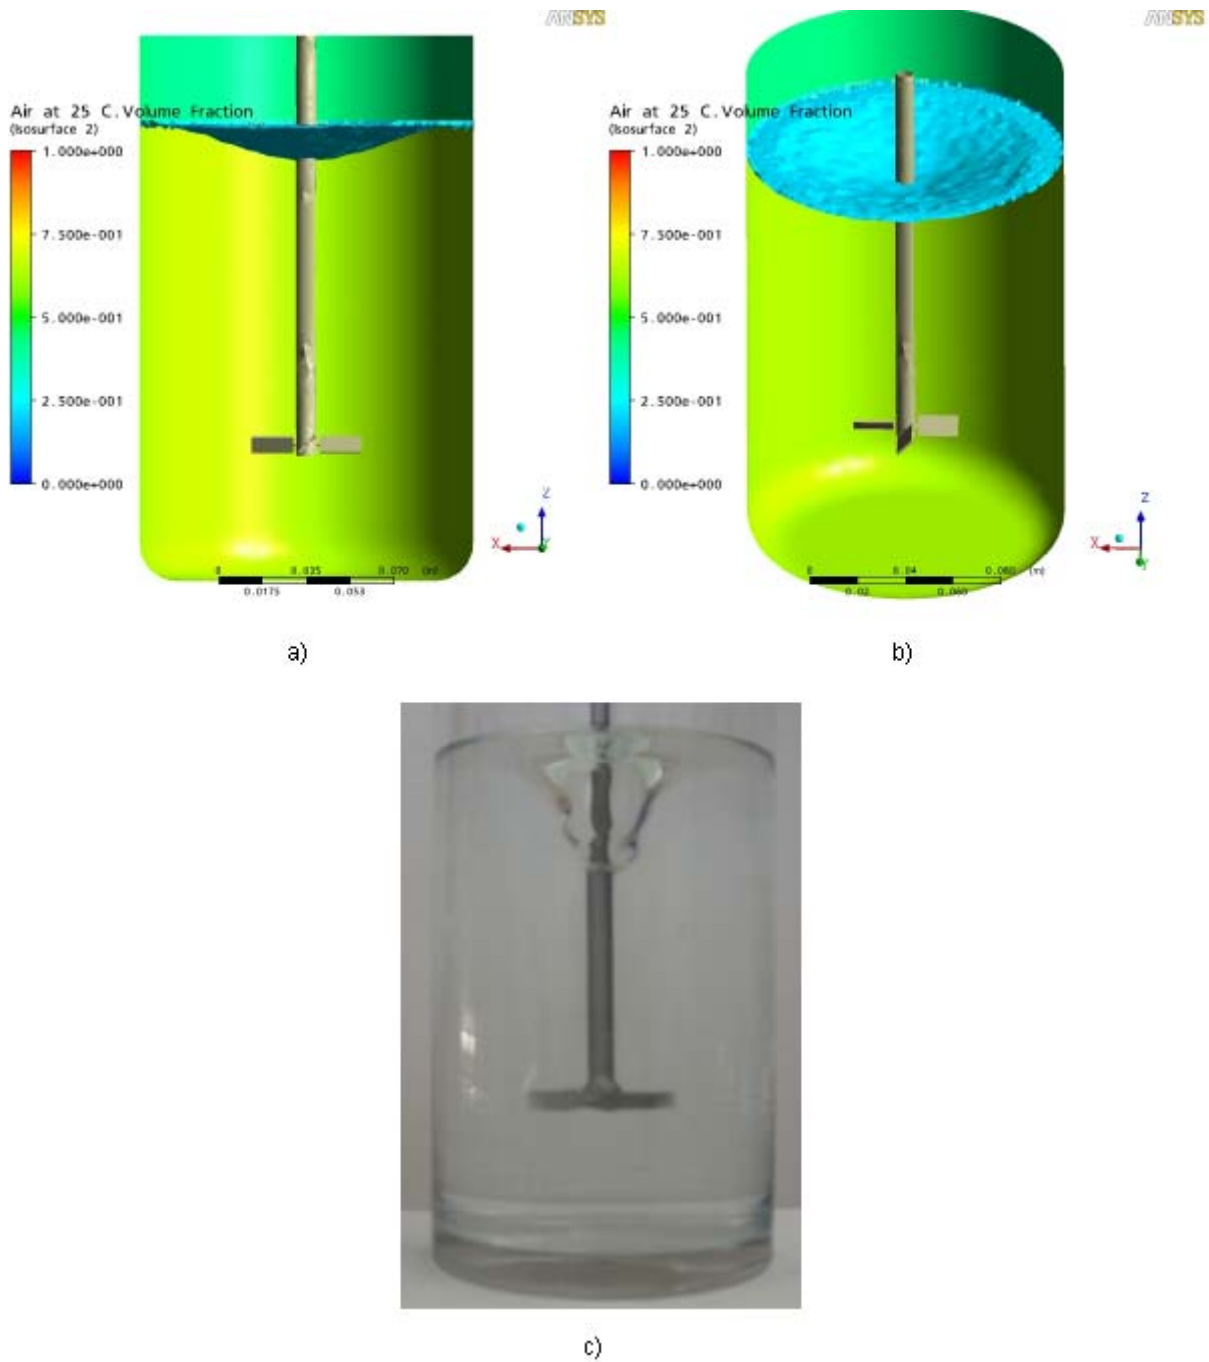 ANSYS
Air at 25 C.Volume Fraction
(Isosurface 2)
1.000e+000
7.500e-001
5.000e-001
2.500e-001
0.000e+000
Z
X
Y
0
0.035
0.070
(m)
0.0175
0.053
a)
ANSYS
Air at 25 C.Volume Fraction
(Isosurface 2)
1.000e+000
7.500e-001
5.000e-001
2.500e-001
0.000e+000
Z
X
Y
0
0.04
(m)
0.02
0.060
b)
c)